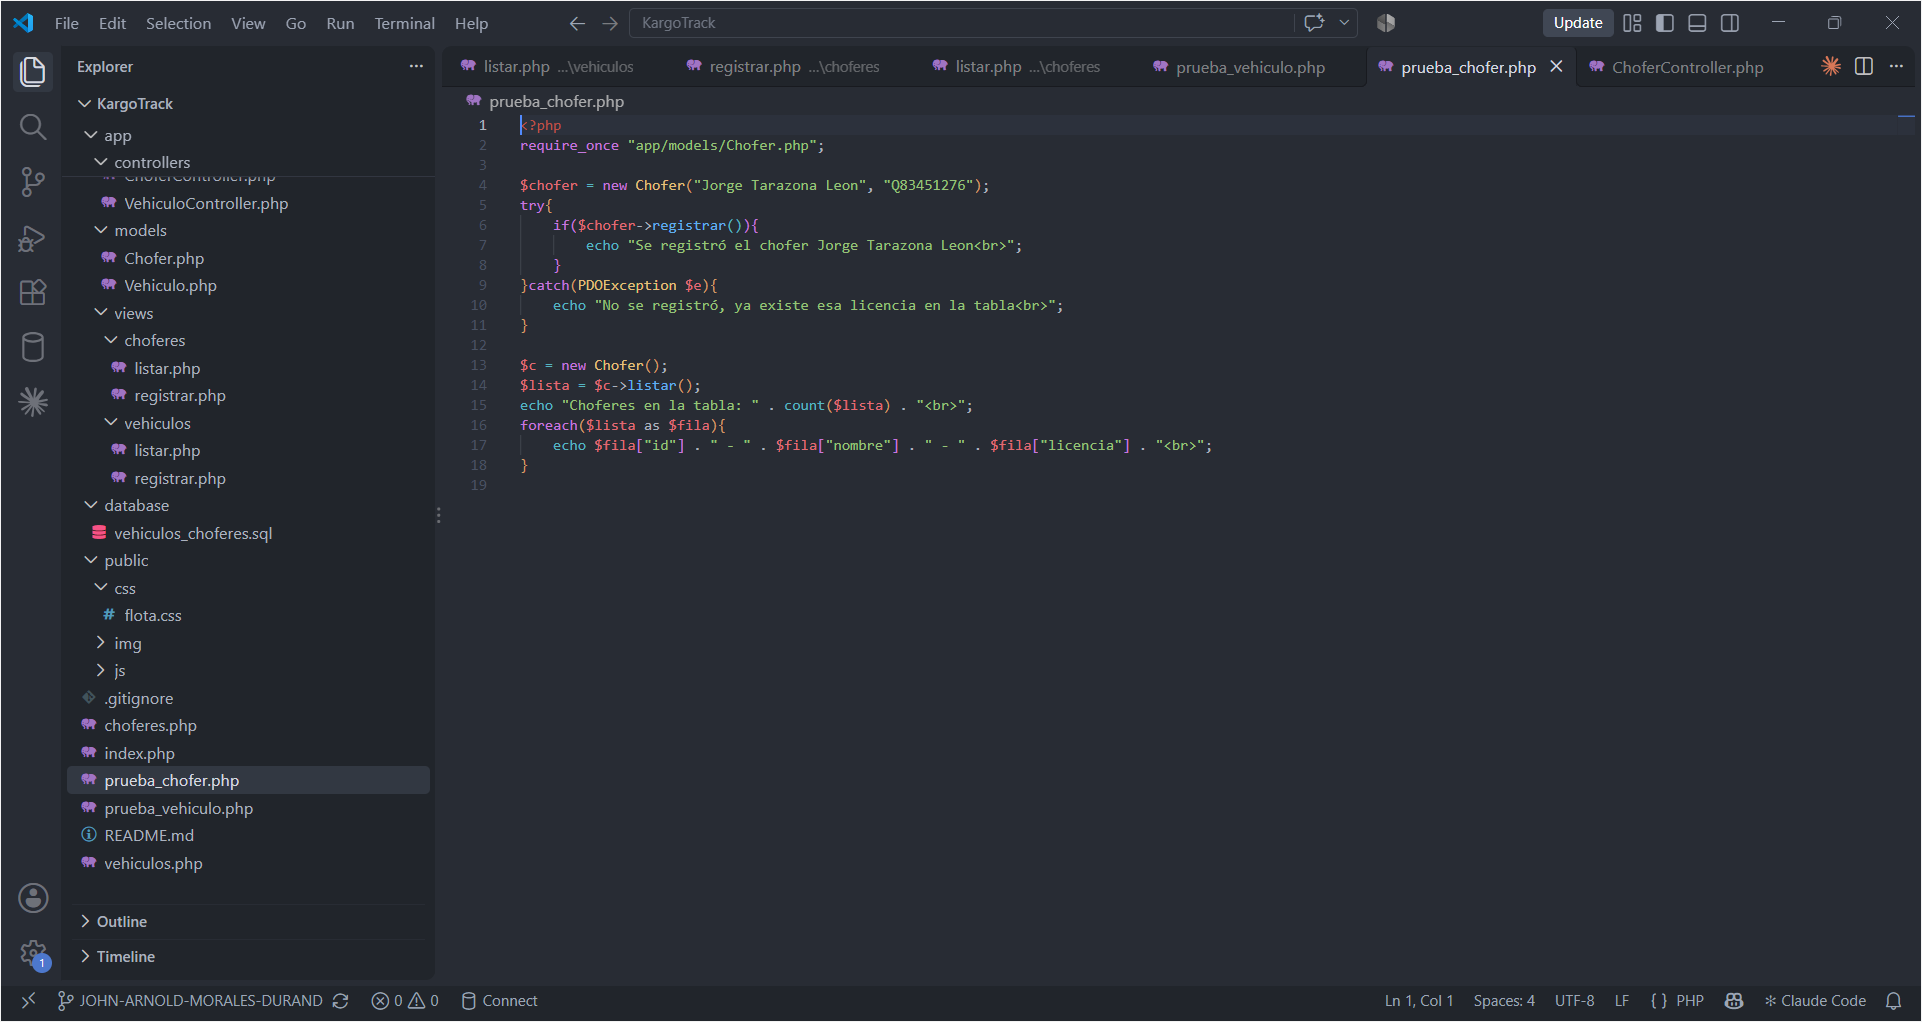 File Edit Selection View Go Run Terminal Help
KargoTrack
Update
Explorer
KargoTrack
app
controllers
ChoferController.php
VehiculoController.php
models
Chofer.php
Vehiculo.php
views
choferes
listar.php
registrar.php
vehiculos
listar.php
registrar.php
database
vehiculos_choferes.sql
public
css
# flota.css
img
js
.gitignore
choferes.php
index.php
prueba_chofer.php
prueba_vehiculo.php
README.md
vehiculos.php
Outline
Timeline
1
listar.php ...\vehiculos
registrar.php ...\choferes
listar.php ...\choferes
prueba_vehiculo.php
prueba_chofer.php
ChoferController.php
prueba_chofer.php
1 <?php
2 require_once "app/models/Chofer.php";
3
4 $chofer = new Chofer("Jorge Tarazona Leon", "Q83451276");
5 try{
6 if($chofer->registrar()){
7 echo "Se registró el chofer Jorge Tarazona Leon<br>";
8 }
9 }catch(PDOException $e){
10 echo "No se registró, ya existe esa licencia en la tabla<br>";
11 }
12
13 $c = new Chofer();
14 $lista = $c->listar();
15 echo "Choferes en la tabla: " . count($lista) . "<br>";
16 foreach($lista as $fila){
17 echo $fila["id"] . " - " . $fila["nombre"] . " - " . $fila["licencia"] . "<br>";
18 }
19
JOHN-ARNOLD-MORALES-DURAND 0 0 Connect
Ln 1, Col 1 Spaces: 4 UTF-8 LF { } PHP Claude Code